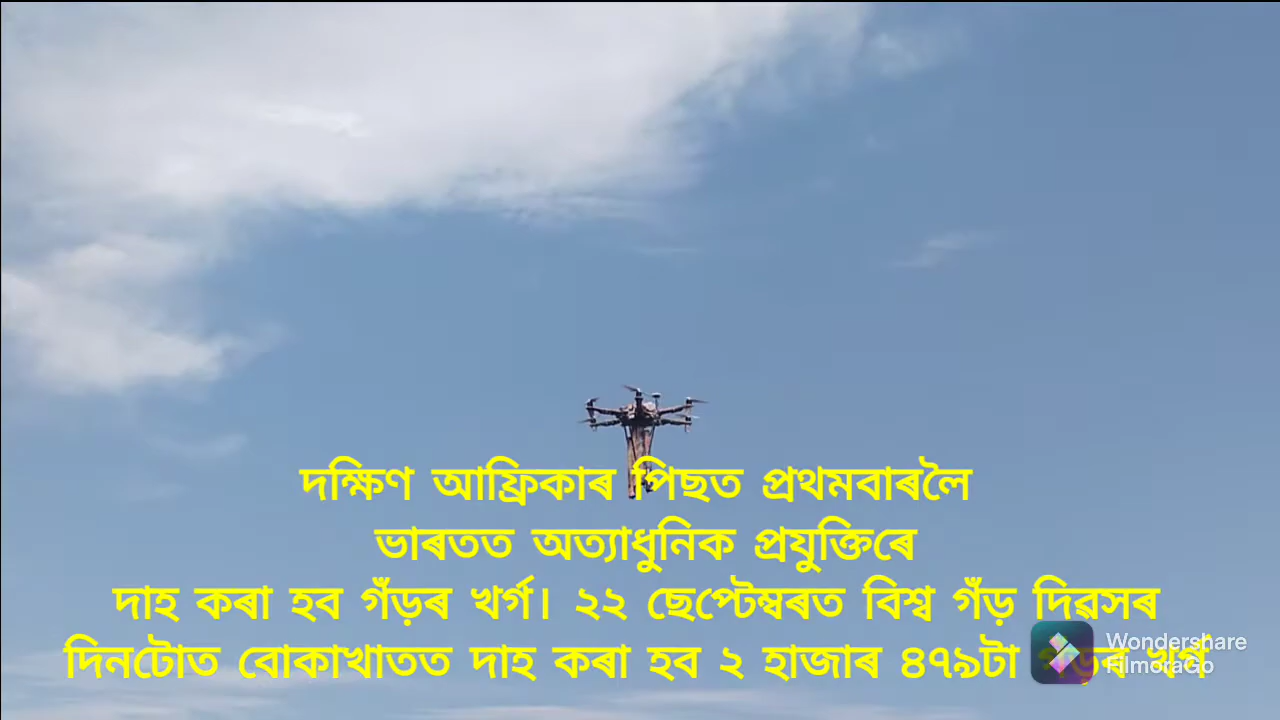 দক্ষিণ আফ্ৰিকাৰ পিছত প্ৰথমবাৰলৈ
ভাৰতত অত্যাধুনিক প্ৰযুক্তিৰে
দাহ কৰা হব গঁড়ৰ খৰ্গ। ২২ ছেপ্টেম্বৰত বিশ্ব গঁড় দিৱসৰ
দিনটোত বোকাখাতত দাহ কৰা হব ২ হাজাৰ ৪৭৯টা খৰ্গ
Wondershare
FilmoraGo